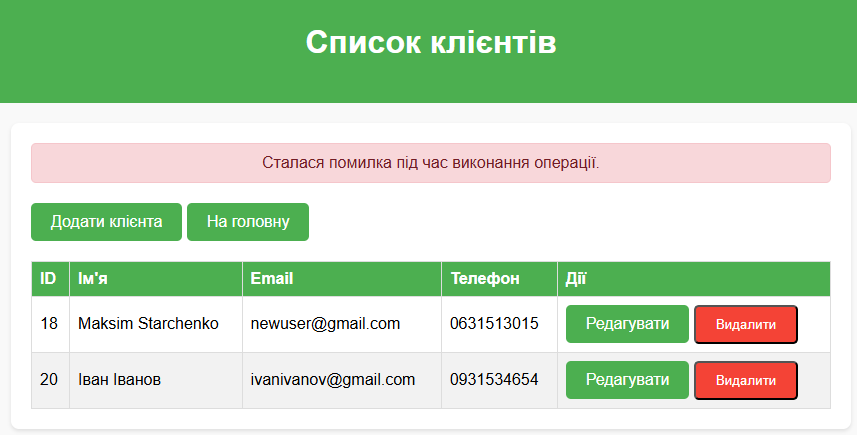 Список клієнтів
Сталася помилка під час виконання операції.
Додати клієнта На головну
ID Ім'я Email Телефон Дії
18 Maksim Starchenko newuser@gmail.com 0631513015 Редагувати Видалити
20 Іван Іванов ivanivanov@gmail.com 0931534654 Редагувати Видалити